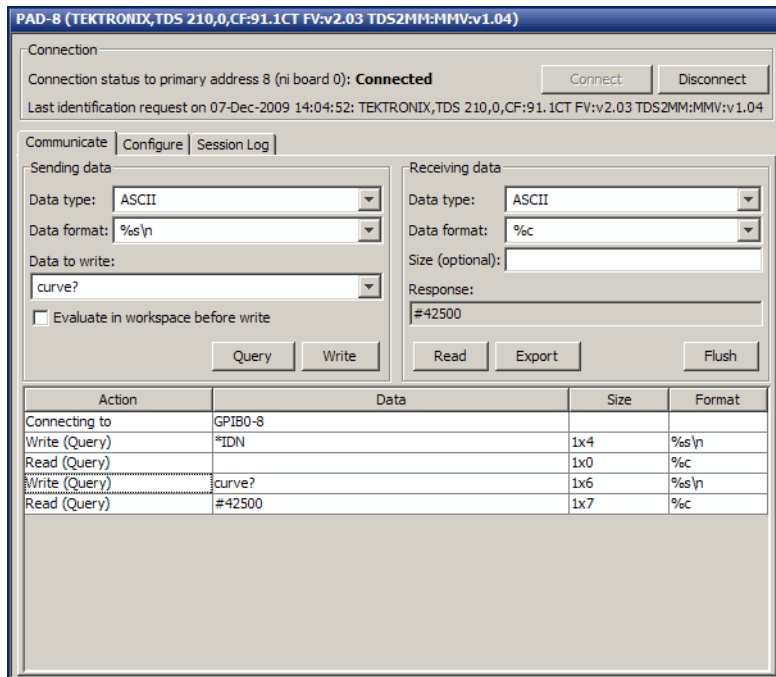 PAD-8 (TEKTRONIX,TDS 210,0,CF:91.1CT FV:v2.03 TDS2MM:MMV:v1.04)
Connection
Connection status to primary address 8 (ni board 0): Connected
Connect
Disconnect
Last identification request on 07-Dec-2009 14:04:52: TEKTRONIX,TDS 210,0,CF:91.1CT FV:v2.03 TDS2MM:MMV:v1.04
Communicate Configure Session Log
Sending data
Data type: ASCII
Data format: %s\n
Data to write:
curve?
Evaluate in workspace before write
Query Write
Receiving data
Data type: ASCII
Data format: %c
Size (optional):
Response:
#42500
Read Export Flush
Action Data Size Format
Connecting to GPIB0-8
Write (Query) *IDN 1x4 %s\n
Read (Query) 1x0 %c
Write (Query) curve? 1x6 %s\n
Read (Query) #42500 1x7 %c